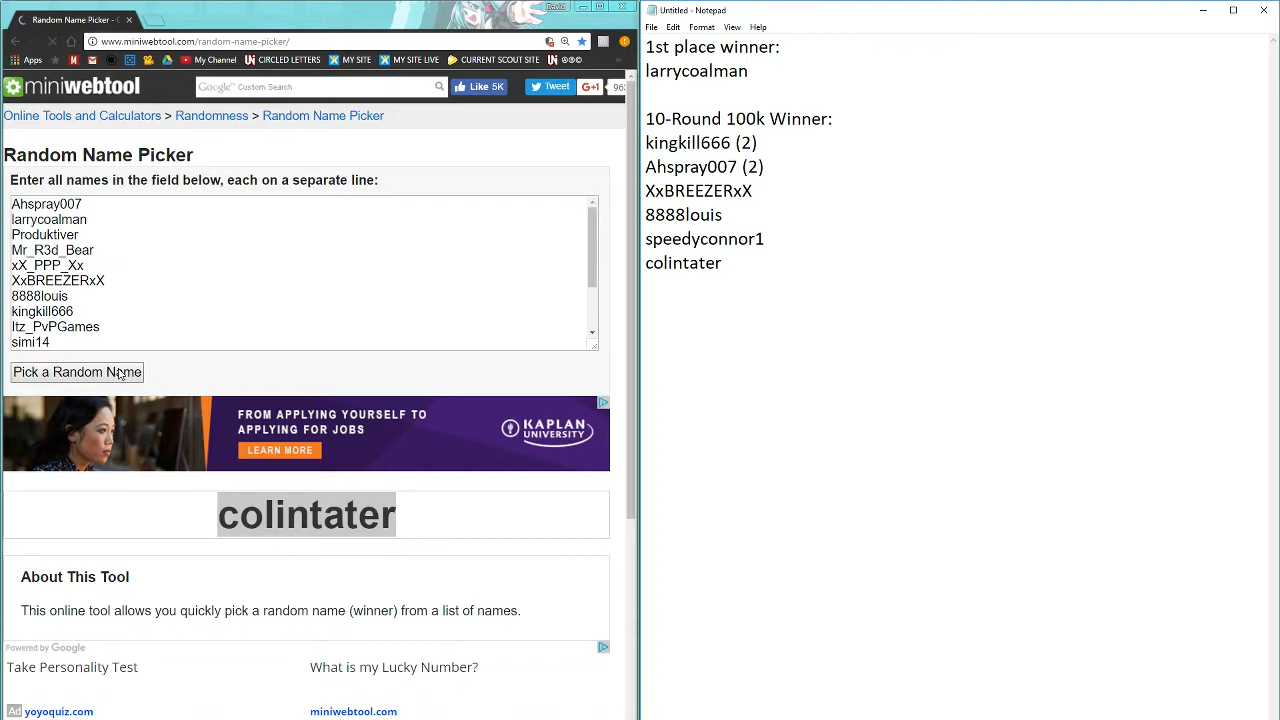 Random Name Picker - (
David
www.miniwebtool.com/random-name-picker/
Apps
My Channel
CIRCLED LETTERS
MY SITE
MY SITE LIVE
CURRENT SCOUT SITE
miniwebtool
Google™ Custom Search
Like 5K
Tweet
G+1
Online Tools and Calculators > Randomness > Random Name Picker
Random Name Picker
Enter all names in the field below, each on a separate line:
Ahspray007
larrycoalman
Produktiver
Mr_R3d_Bear
xX_PPP_Xx
XxBREEZERxX
8888louis
kingkill666
Itz_PvPGames
simi14
Pick a Random Name
FROM APPLYING YOURSELF TO
APPLYING FOR JOBS
LEARN MORE
KAPLAN
UNIVERSITY
colintater
About This Tool
This online tool allows you quickly pick a random name (winner) from a list of names.
Powered by Google
Take Personality Test
What is my Lucky Number?
Ad yoyoquiz.com
miniwebtool.com
Untitled - Notepad
File Edit Format View Help
1st place winner:
larrycoalman
10-Round 100k Winner:
kingkill666 (2)
Ahspray007 (2)
XxBREEZERxX
8888louis
speedyconnor1
colintater